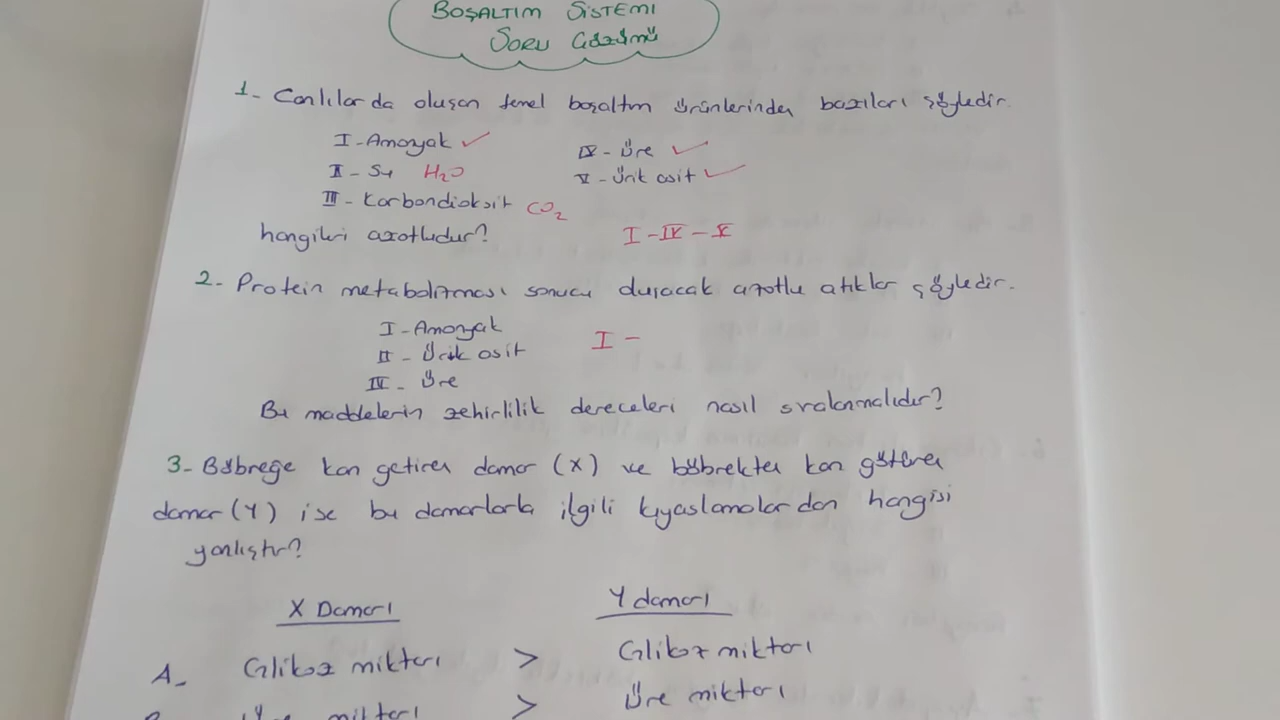 BOŞALTIM SİSTEMİ
SORU ÇÖZÜMÜ
1- Canlılarda oluşan temel boşaltım ürünlerinden bazıları şöyledir.
I - Amonyak ✓
IV - Üre ✓
II - Su H₂O
V - Ürik asit ✓
III - Karbondioksit CO₂
hangileri azotludur? I - IV - V
2- Protein metabolizması sonucu oluşacak azotlu atıklar şöyledir.
I - Amonyak
I -
II - Ürik asit
IV - Üre
Bu maddelerin zehirlilik dereceleri nasıl sıralanmalıdır?
3- Böbreğe kan getiren damar (X) ve böbrekten kan götüren
damar (Y) ise bu damarlarla ilgili kıyaslamalardan hangisi
yanlıştır?
X Damarı Y damarı
A- Glikoz miktarı > Glikoz miktarı
Üre miktarı > Üre miktarı